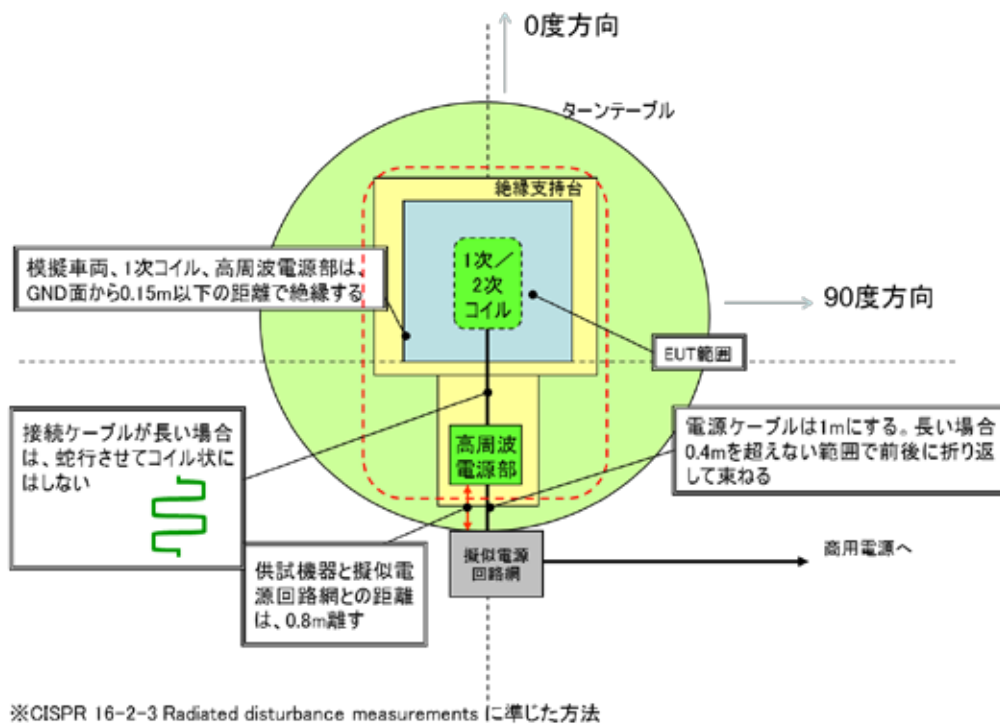 0度方向
ターンテーブル
絶縁支持台
模擬車両、1次コイル、高周波電源部は、
GND面から0.15m以下の距離で絶縁する
1次／
2次
コイル
90度方向
EUT範囲
接続ケーブルが長い場合
は、蛇行させてコイル状に
はしない
高周波
電源部
電源ケーブルは1mにする。長い場合
0.4mを超えない範囲で前後に折り返
して束ねる
供試機器と擬似電
源回路網との距離
は、0.8m離す
擬似電源
回路網
商用電源へ
※CISPR 16-2-3 Radiated disturbance measurements に準じた方法